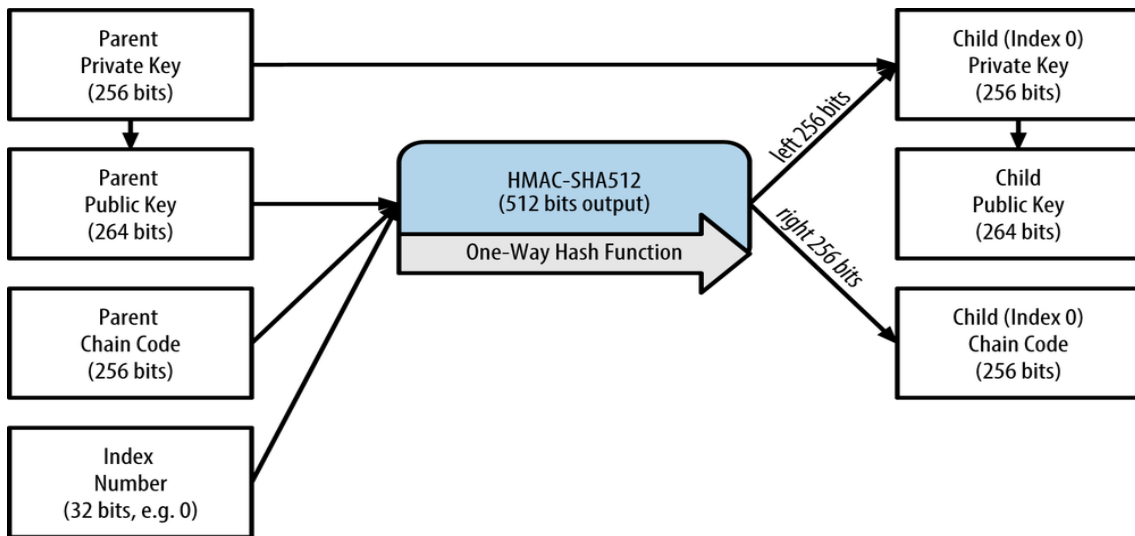 Parent
Private Key
(256 bits)
Parent
Public Key
(264 bits)
Parent
Chain Code
(256 bits)
Index
Number
(32 bits, e.g. 0)
HMAC-SHA512
(512 bits output)
One-Way Hash Function
left 256 bits
right 256 bits
Child (Index 0)
Private Key
(256 bits)
Child
Public Key
(264 bits)
Child (Index 0)
Chain Code
(256 bits)